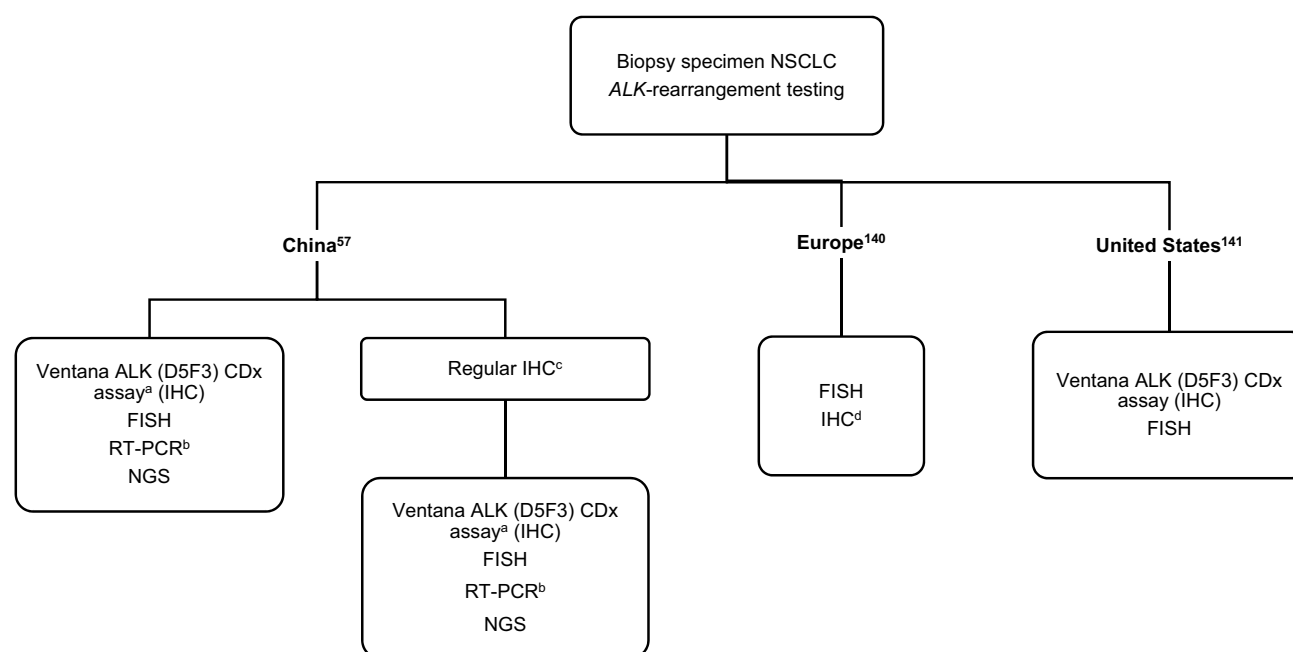 Biopsy specimen NSCLC
ALK-rearrangement testing
China57
Europe140
United States141
Ventana ALK (D5F3) CDx
assaya (IHC)
FISH
RT-PCRb
NGS
Regular IHCc
Ventana ALK (D5F3) CDx
assaya (IHC)
FISH
RT-PCRb
NGS
FISH
IHCd
Ventana ALK (D5F3) CDx
assay (IHC)
FISH